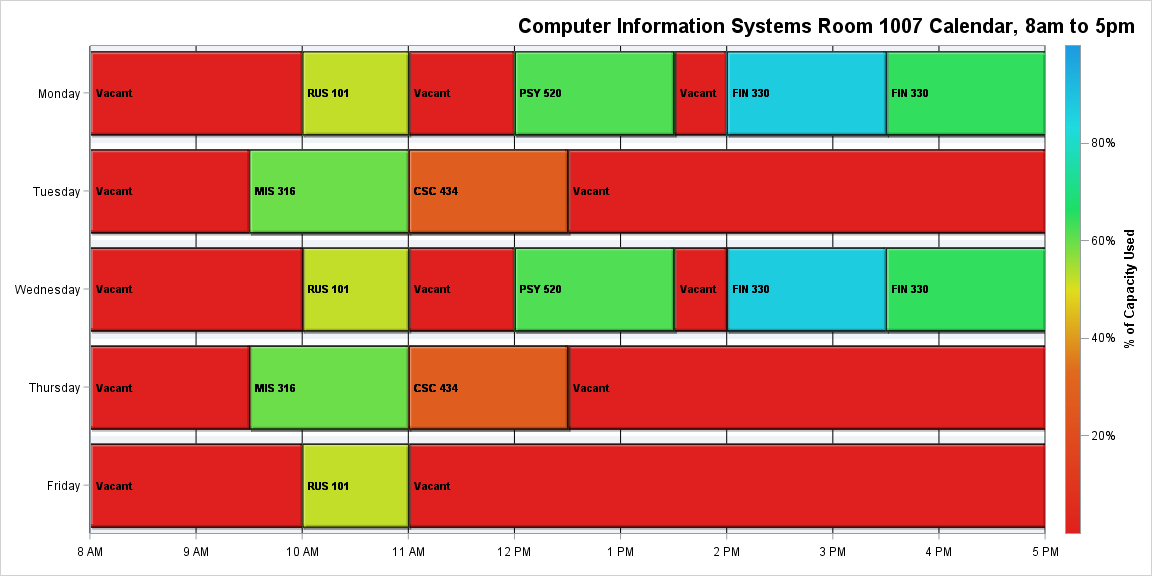 Computer Information Systems Room 1007 Calendar, 8am to 5pm
Monday
Vacant
RUS 101
Vacant
PSY 520
Vacant
FIN 330
FIN 330
Tuesday
Vacant
MIS 316
CSC 434
Vacant
Wednesday
Vacant
RUS 101
Vacant
PSY 520
Vacant
FIN 330
FIN 330
Thursday
Vacant
MIS 316
CSC 434
Vacant
Friday
Vacant
RUS 101
Vacant
8 AM
9 AM
10 AM
11 AM
12 PM
1 PM
2 PM
3 PM
4 PM
5 PM
80%
60%
40%
20%
% of Capacity Used